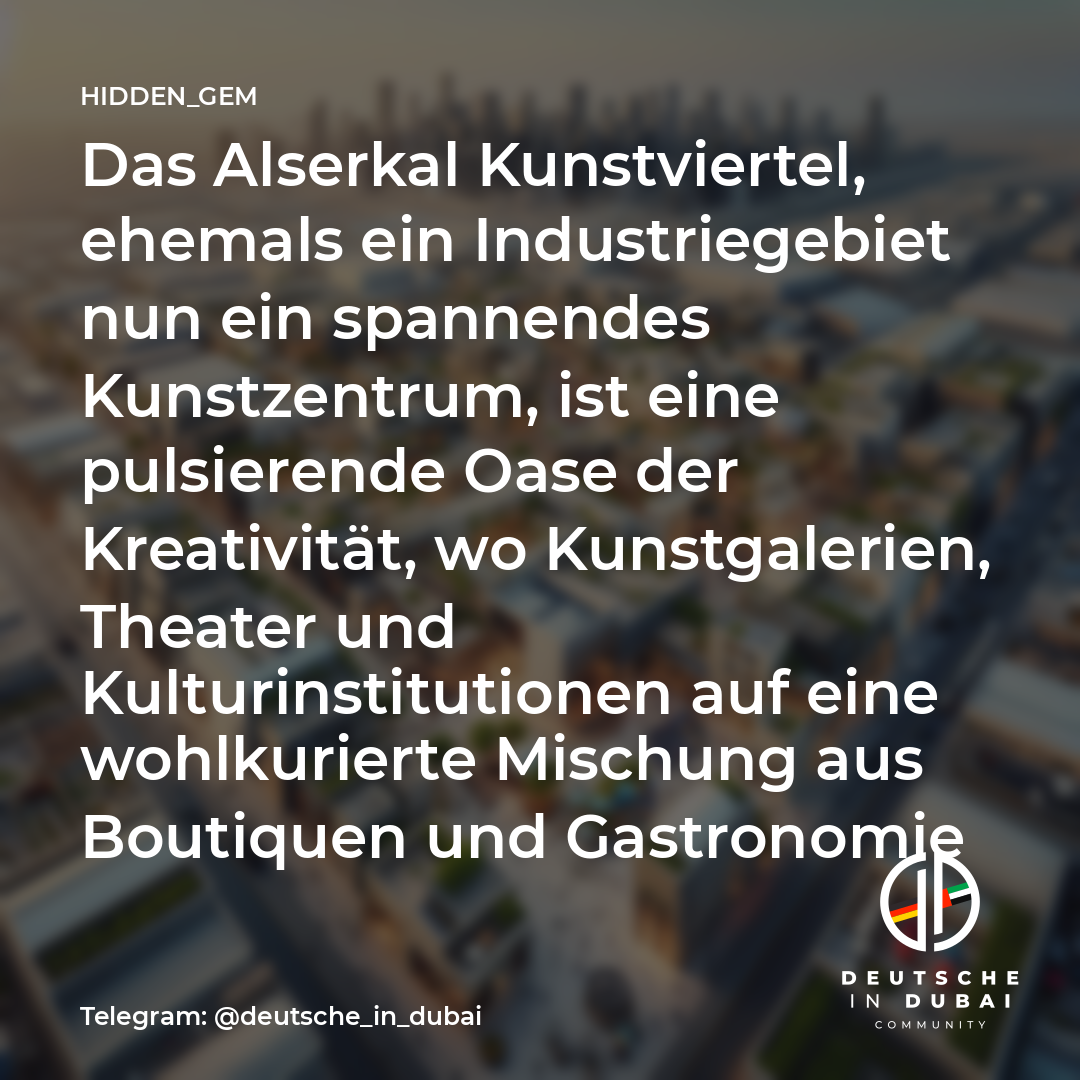 HIDDEN_GEM
Das Alserkal Kunstviertel,
ehemals ein Industriegebiet
nun ein spannendes
Kunstzentrum, ist eine
pulsierende Oase der
Kreativität, wo Kunstgalerien,
Theater und
Kulturinstitutionen auf eine
wohlkurierte Mischung aus
Boutiquen und Gastronomie
DEUTSCHE
IN DUBAI
COMMUNITY
Telegram: @deutsche_in_dubai